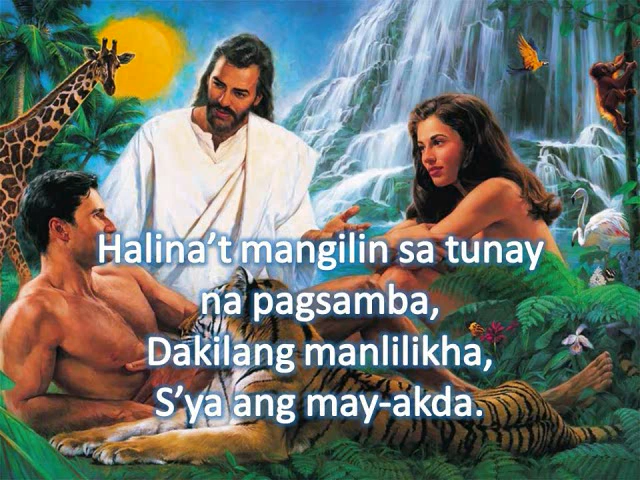 Halina’t mangilin sa tunay
na pagsamba,
Dakilang manlilikha,
S’ya ang may-akda.